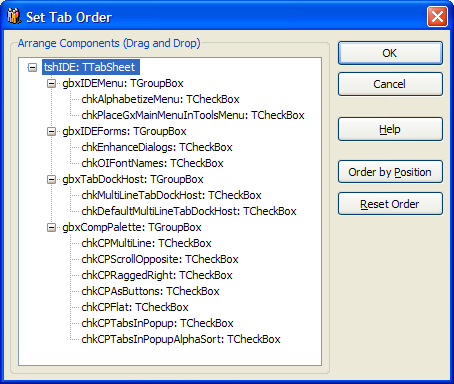 Set Tab Order
Arrange Components (Drag and Drop)
tshIDE: TTabSheet
gbxIDEMenu: TGroupBox
chkAlphabetizeMenu: TCheckBox
chkPlaceGxMainMenuInToolsMenu: TCheckBox
gbxIDEForms: TGroupBox
chkEnhanceDialogs: TCheckBox
chkOIFontNames: TCheckBox
gbxTabDockHost: TGroupBox
chkMultiLineTabDockHost: TCheckBox
chkDefaultMultiLineTabDockHost: TCheckBox
gbxCompPalette: TGroupBox
chkCPMultiLine: TCheckBox
chkCPScrollOpposite: TCheckBox
chkCPRaggedRight: TCheckBox
chkCPAsButtons: TCheckBox
chkCPFlat: TCheckBox
chkCPTabsInPopup: TCheckBox
chkCPTabsInPopupAlphaSort: TCheckBox
OK
Cancel
Help
Order by Position
Reset Order